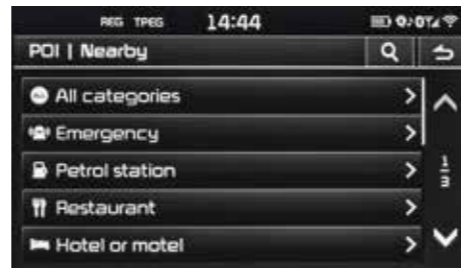 REG TPEG 14:44
POI | Nearby
All categories
Emergency
Petrol station
1/3
Restaurant
Hotel or motel